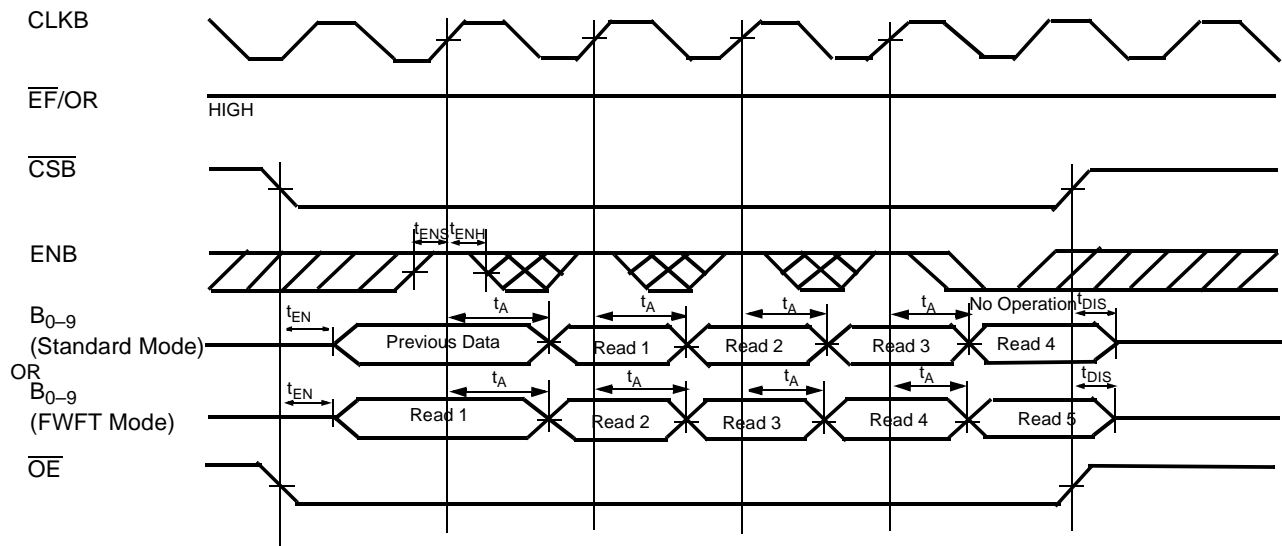 CLKB
EF/OR
HIGH
CSB
tENS tENH
ENB
No Operation
tEN tA tA tA tA tDIS
B0–9
(Standard Mode)
Previous Data Read 1 Read 2 Read 3 Read 4
OR
tEN tA tA tA tA tDIS
B0–9
(FWFT Mode)
Read 1 Read 2 Read 3 Read 4 Read 5
OE